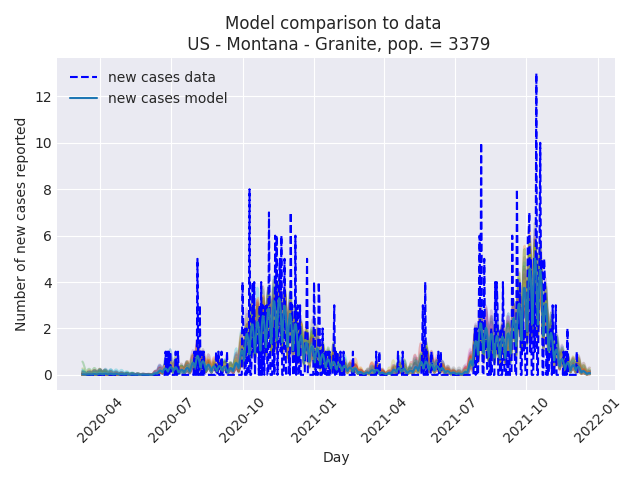 Model comparison to data
US - Montana - Granite, pop. = 3379
new cases data
new cases model
Number of new cases reported
12
10
8
6
4
2
0
2020-04
2020-07
2020-10
2021-01
2021-04
2021-07
2021-10
2022-01
Day